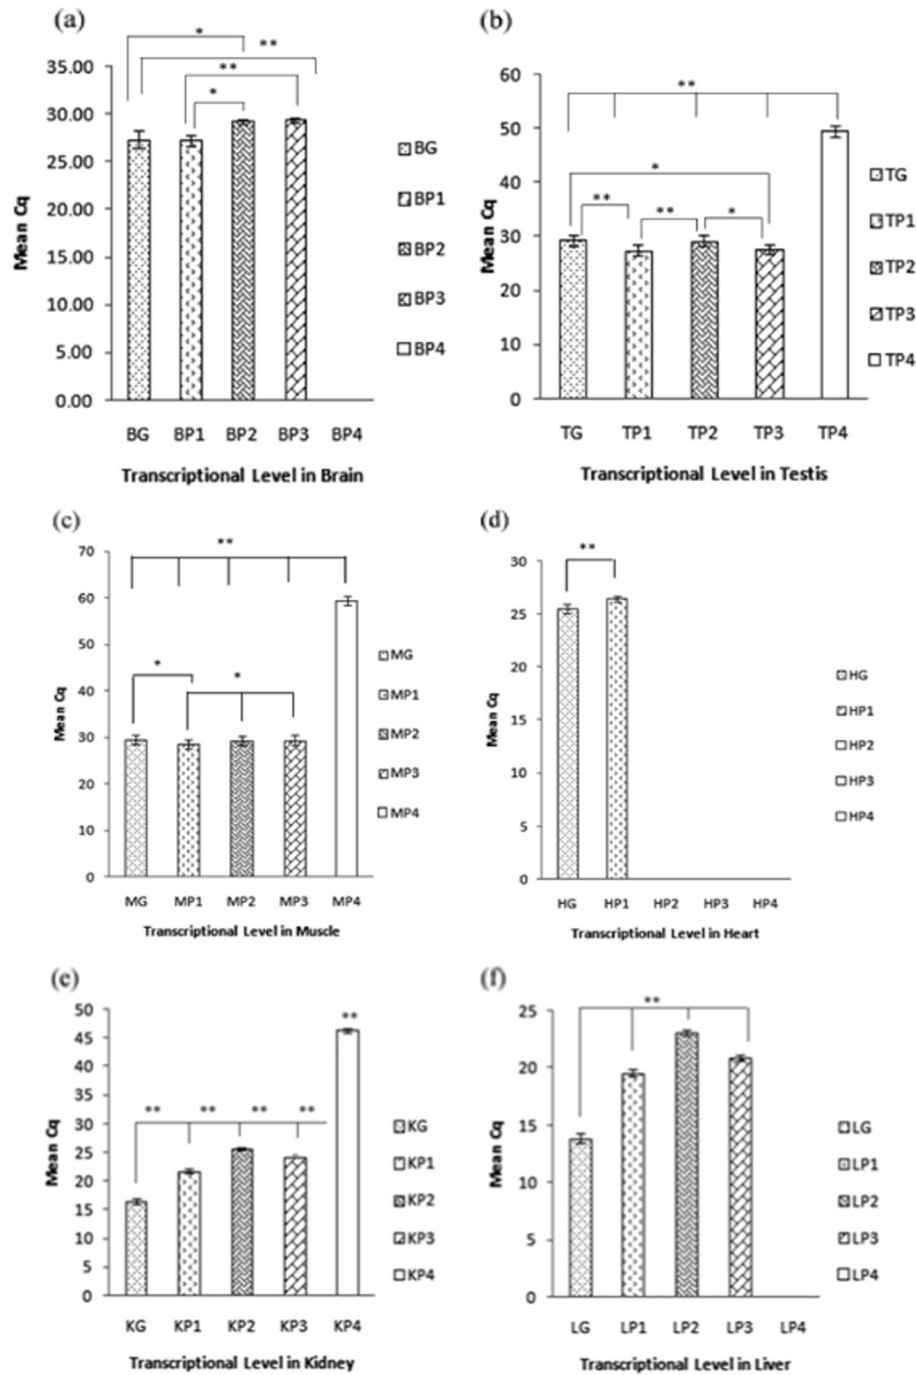 (a)
*
**
**
*
35.00
30.00
25.00
20.00
15.00
10.00
5.00
0.00
Mean Cq
BG BP1 BP2 BP3 BP4
Transcriptional Level in Brain
BG
BP1
BP2
BP3
BP4
(b)
**
*
** ** *
60
50
40
30
20
10
0
Mean Cq
TG TP1 TP2 TP3 TP4
Transcriptional Level in Testis
TG
TP1
TP2
TP3
TP4
(c)
**
* *
70
60
50
40
30
20
10
0
Mean Cq
MG MP1 MP2 MP3 MP4
Transcriptional Level in Muscle
MG
MP1
MP2
MP3
MP4
(d)
**
30
25
20
15
10
5
0
Mean Cq
HG HP1 HP2 HP3 HP4
Transcriptional Level in Heart
HG
HP1
HP2
HP3
HP4
(e)
**
** ** ** **
50
45
40
35
30
25
20
15
10
5
0
Mean Cq
KG KP1 KP2 KP3 KP4
Transcriptional Level in Kidney
KG
KP1
KP2
KP3
KP4
(f)
**
25
20
15
10
5
0
Mean Cq
LG LP1 LP2 LP3 LP4
Transcriptional Level in Liver
LG
LP1
LP2
LP3
LP4